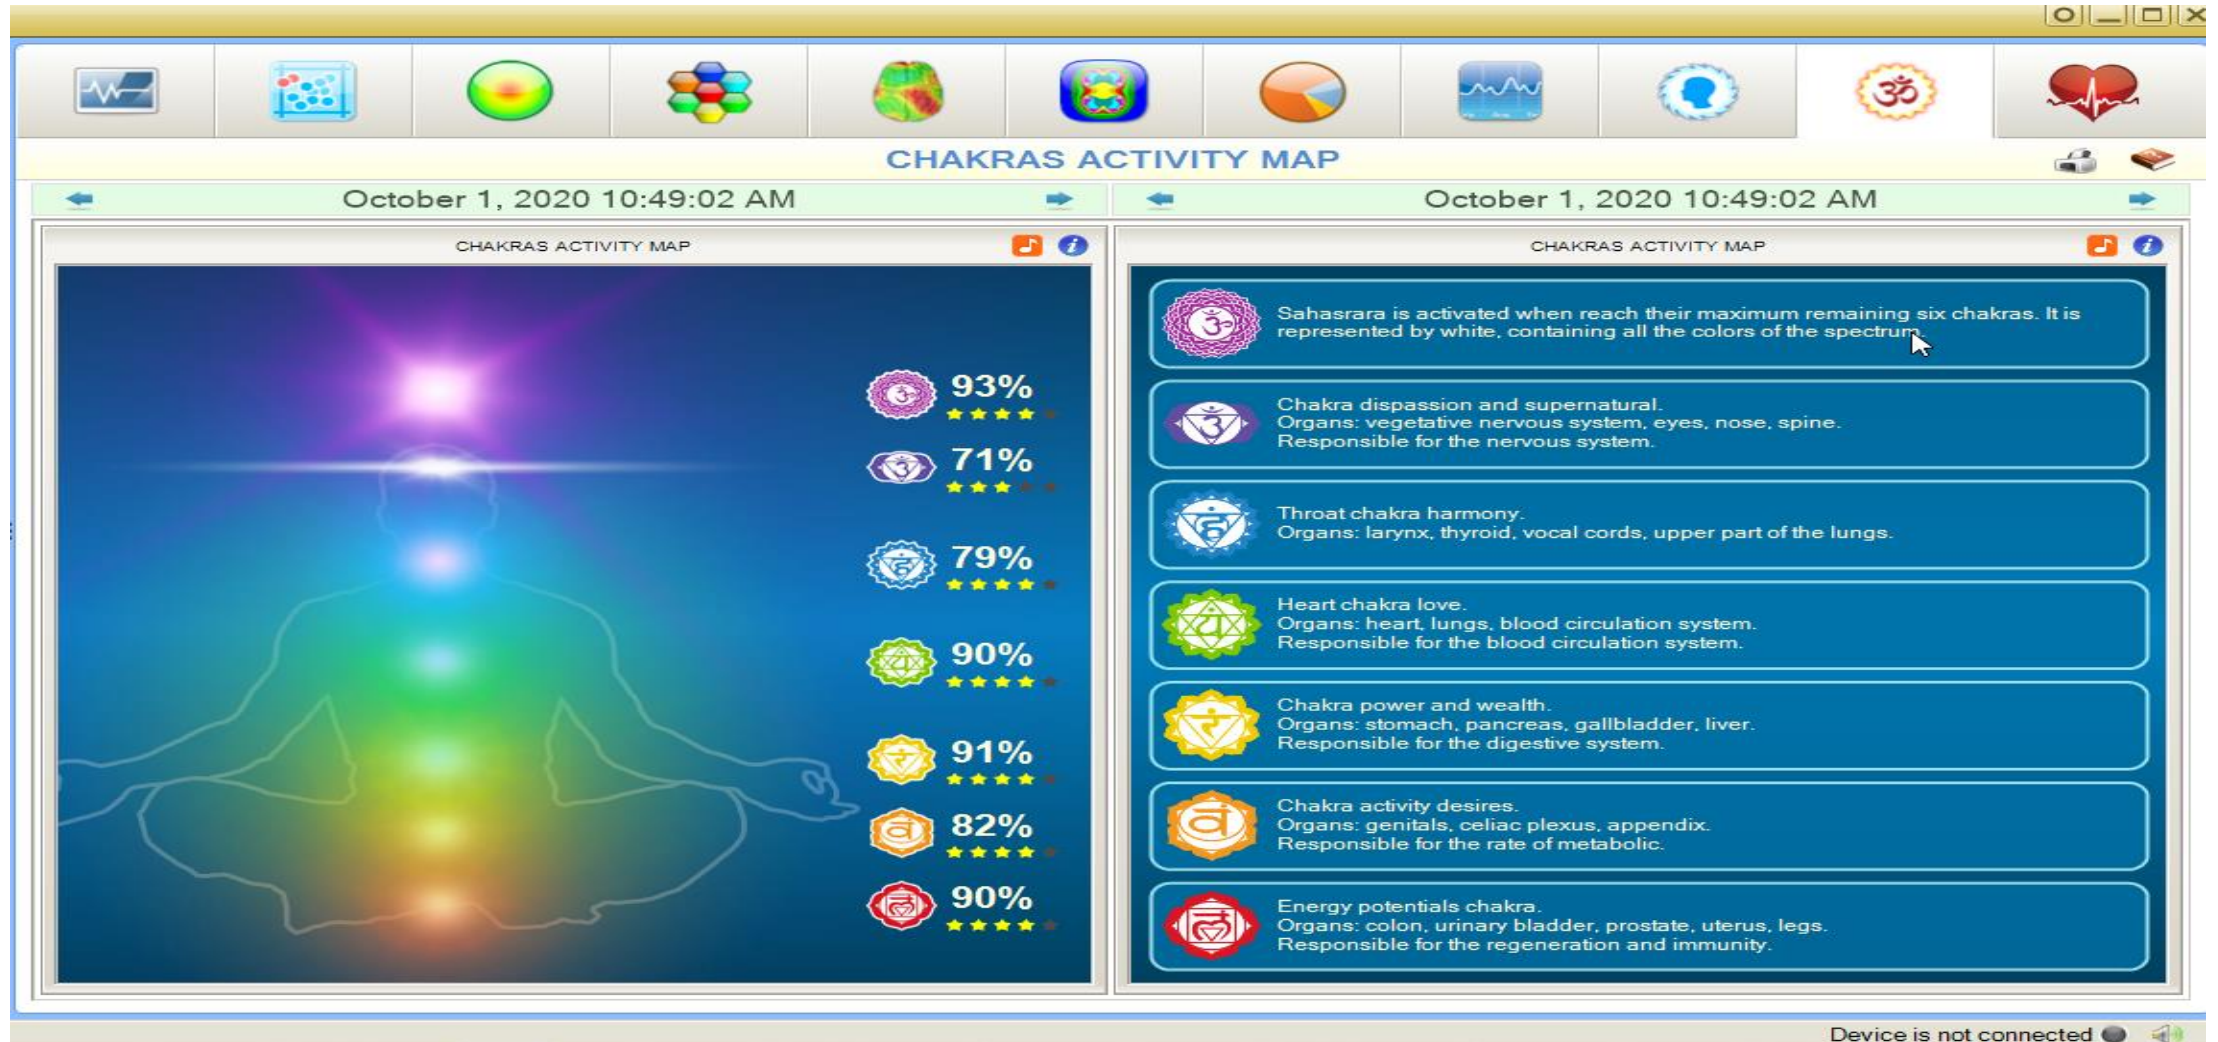 ॐ
CHAKRAS ACTIVITY MAP
October 1, 2020 10:49:02 AM
October 1, 2020 10:49:02 AM
CHAKRAS ACTIVITY MAP
93%
71%
79%
90%
91%
82%
90%
CHAKRAS ACTIVITY MAP
Sahasrara is activated when reach their maximum remaining six chakras. It is
represented by white, containing all the colors of the spectrum.
Chakra dispassion and supernatural.
Organs: vegetative nervous system, eyes, nose, spine.
Responsible for the nervous system.
Throat chakra harmony.
Organs: larynx, thyroid, vocal cords, upper part of the lungs.
Heart chakra love.
Organs: heart, lungs, blood circulation system.
Responsible for the blood circulation system.
Chakra power and wealth.
Organs: stomach, pancreas, gallbladder, liver.
Responsible for the digestive system.
Chakra activity desires.
Organs: genitals, celiac plexus, appendix.
Responsible for the rate of metabolic.
Energy potentials chakra.
Organs: colon, urinary bladder, prostate, uterus, legs.
Responsible for the regeneration and immunity.
Device is not connected